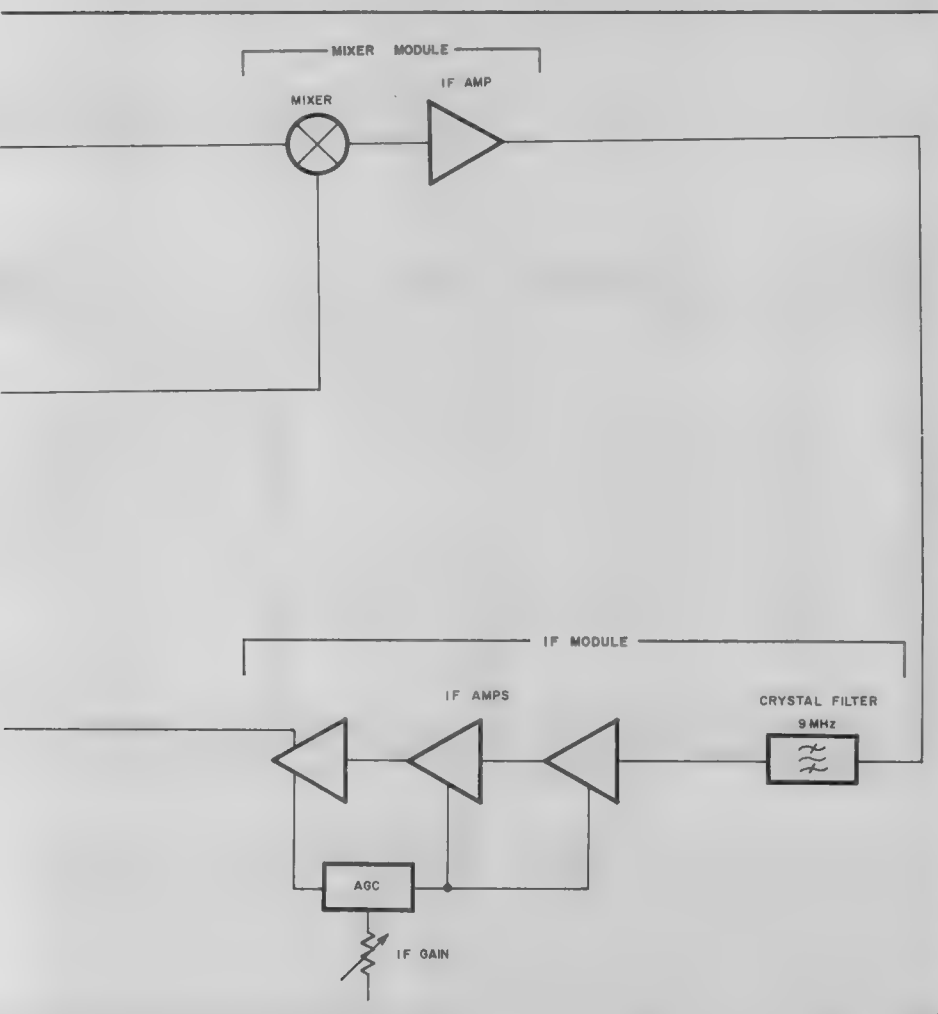 MIXER MODULE
IF AMP
MIXER
IF MODULE
IF AMPS
CRYSTAL FILTER
9 MHz
AGC
IF GAIN